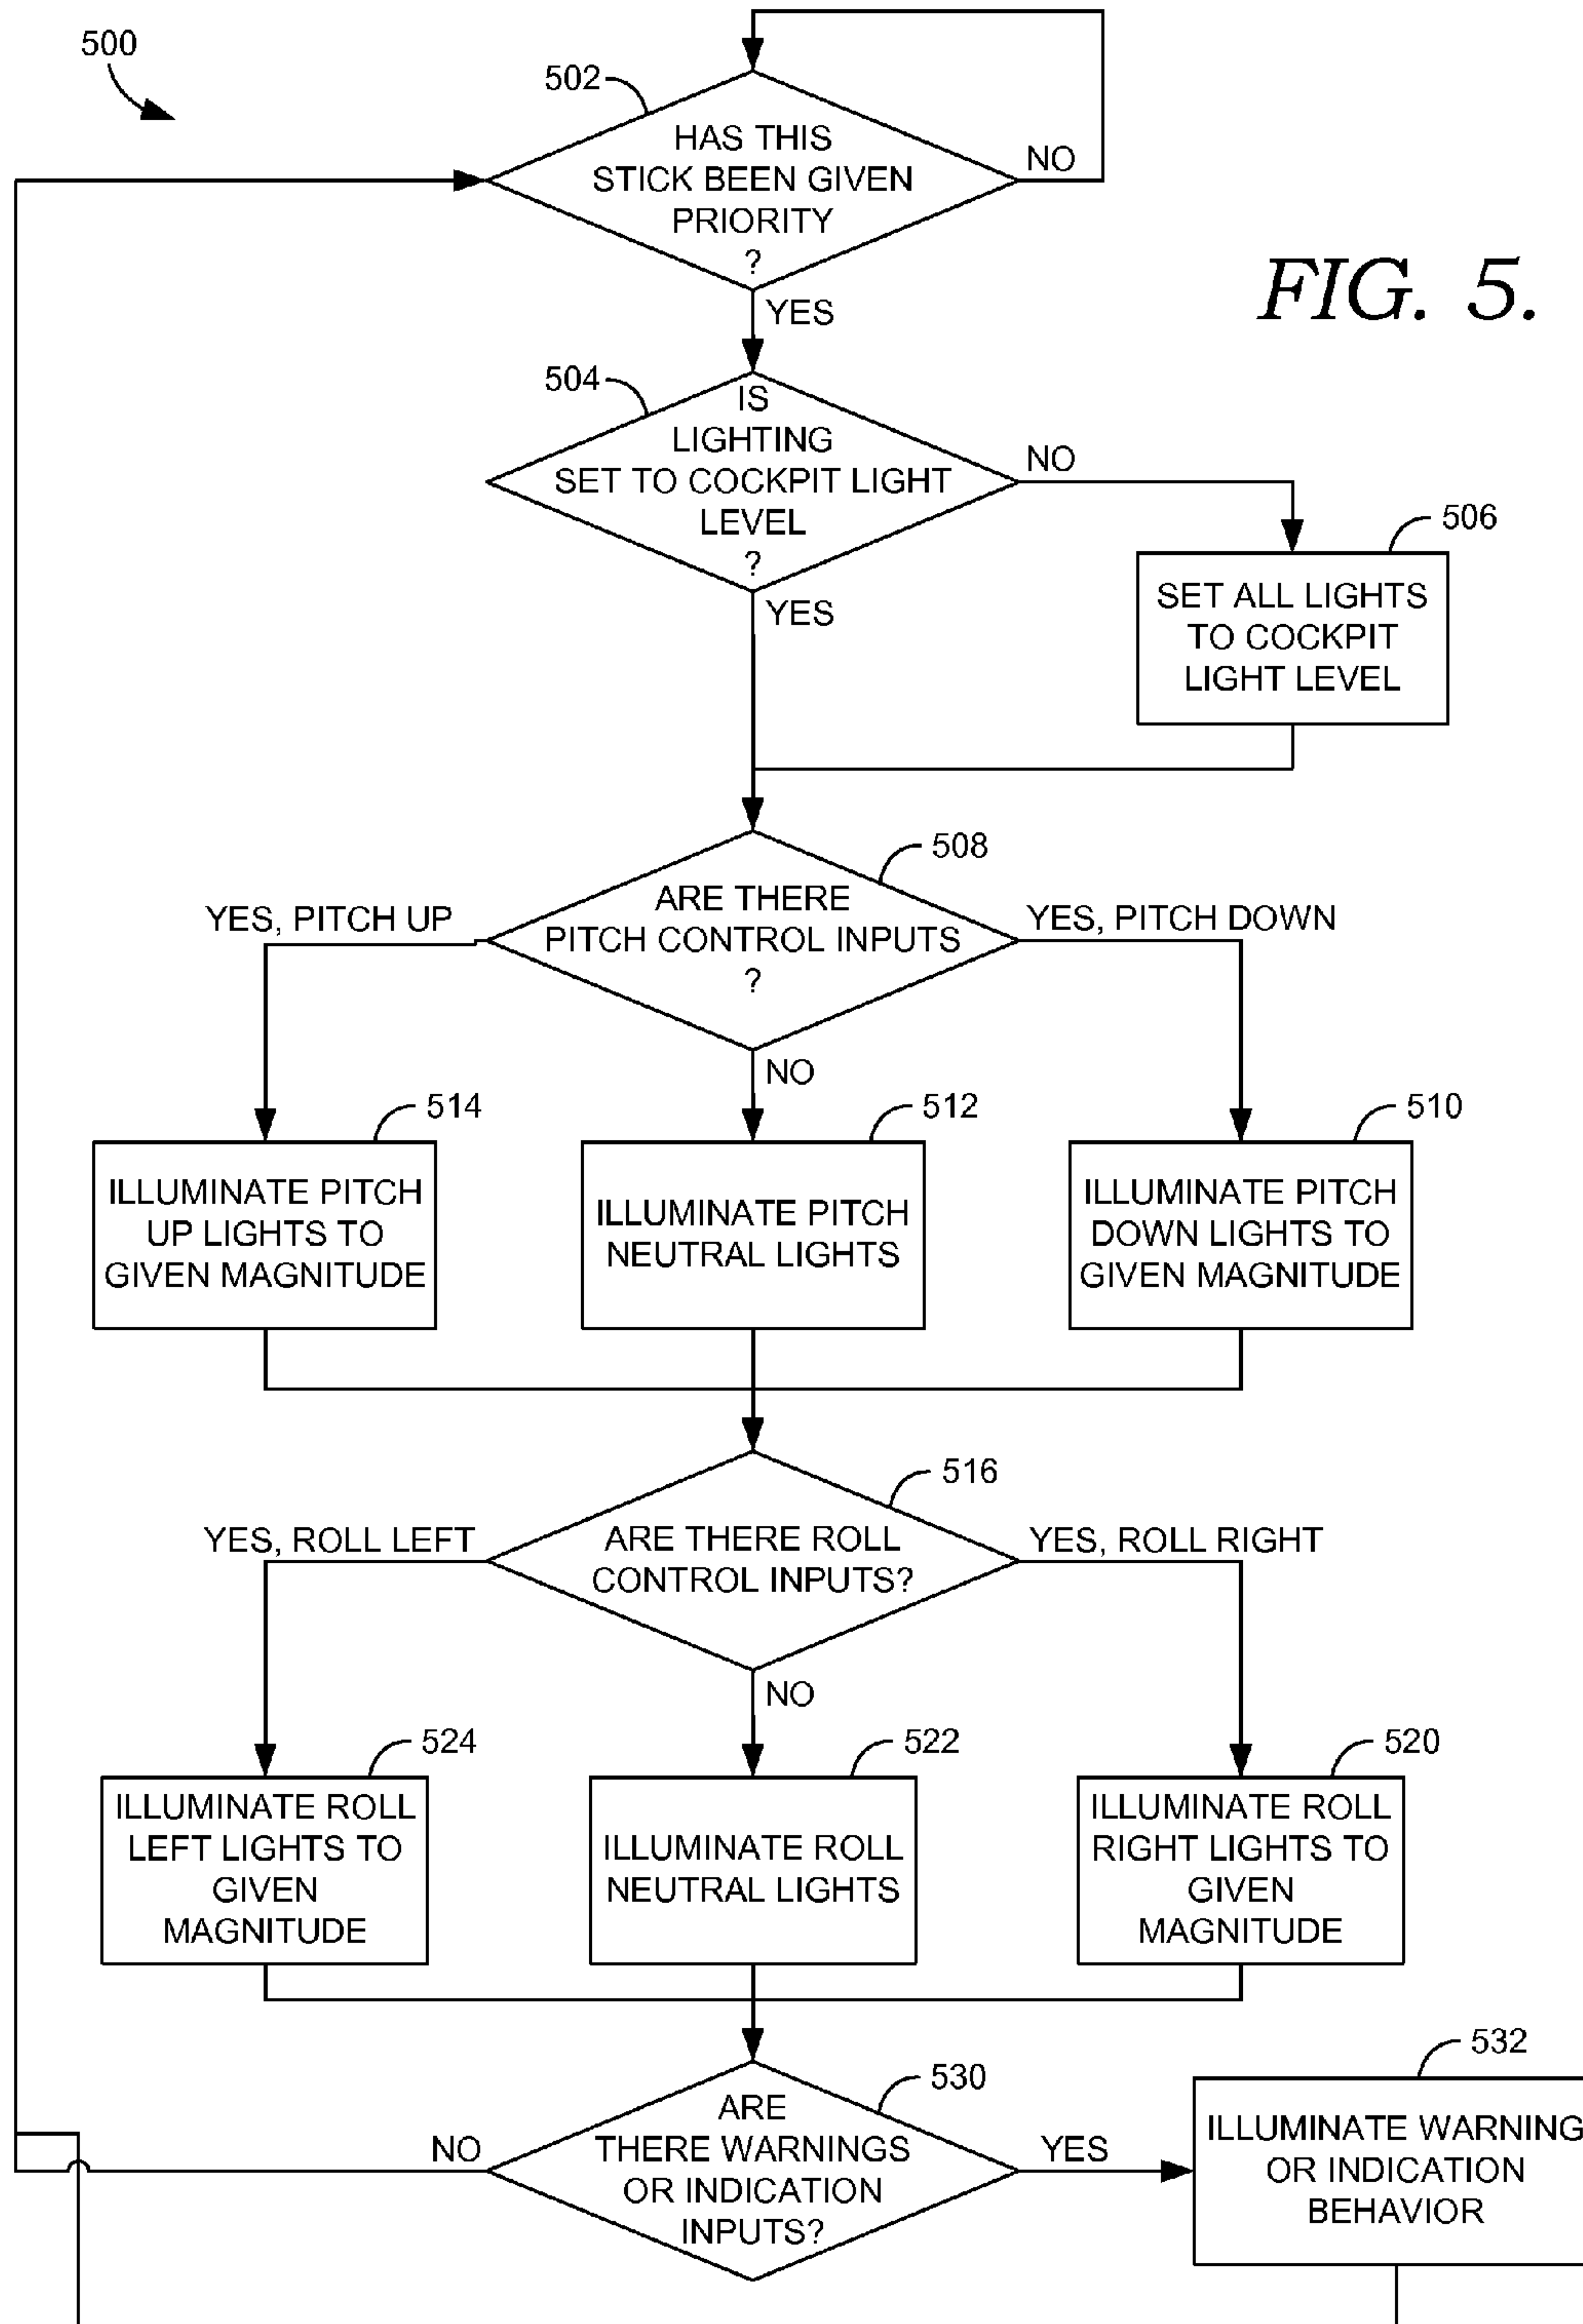 500
502
HAS THIS
STICK BEEN GIVEN
PRIORITY
?
NO
YES
FIG. 5.
504
IS
LIGHTING
SET TO COCKPIT LIGHT
LEVEL
?
NO
YES
506
SET ALL LIGHTS
TO COCKPIT
LIGHT LEVEL
508
ARE THERE
PITCH CONTROL INPUTS
?
YES, PITCH UP
YES, PITCH DOWN
NO
514
ILLUMINATE PITCH
UP LIGHTS TO
GIVEN MAGNITUDE
512
ILLUMINATE PITCH
NEUTRAL LIGHTS
510
ILLUMINATE PITCH
DOWN LIGHTS TO
GIVEN MAGNITUDE
516
ARE THERE ROLL
CONTROL INPUTS?
YES, ROLL LEFT
YES, ROLL RIGHT
NO
524
ILLUMINATE ROLL
LEFT LIGHTS TO
GIVEN
MAGNITUDE
522
ILLUMINATE ROLL
NEUTRAL LIGHTS
520
ILLUMINATE ROLL
RIGHT LIGHTS TO
GIVEN
MAGNITUDE
530
ARE
THERE WARNINGS
OR INDICATION
INPUTS?
NO
YES
532
ILLUMINATE WARNING
OR INDICATION
BEHAVIOR